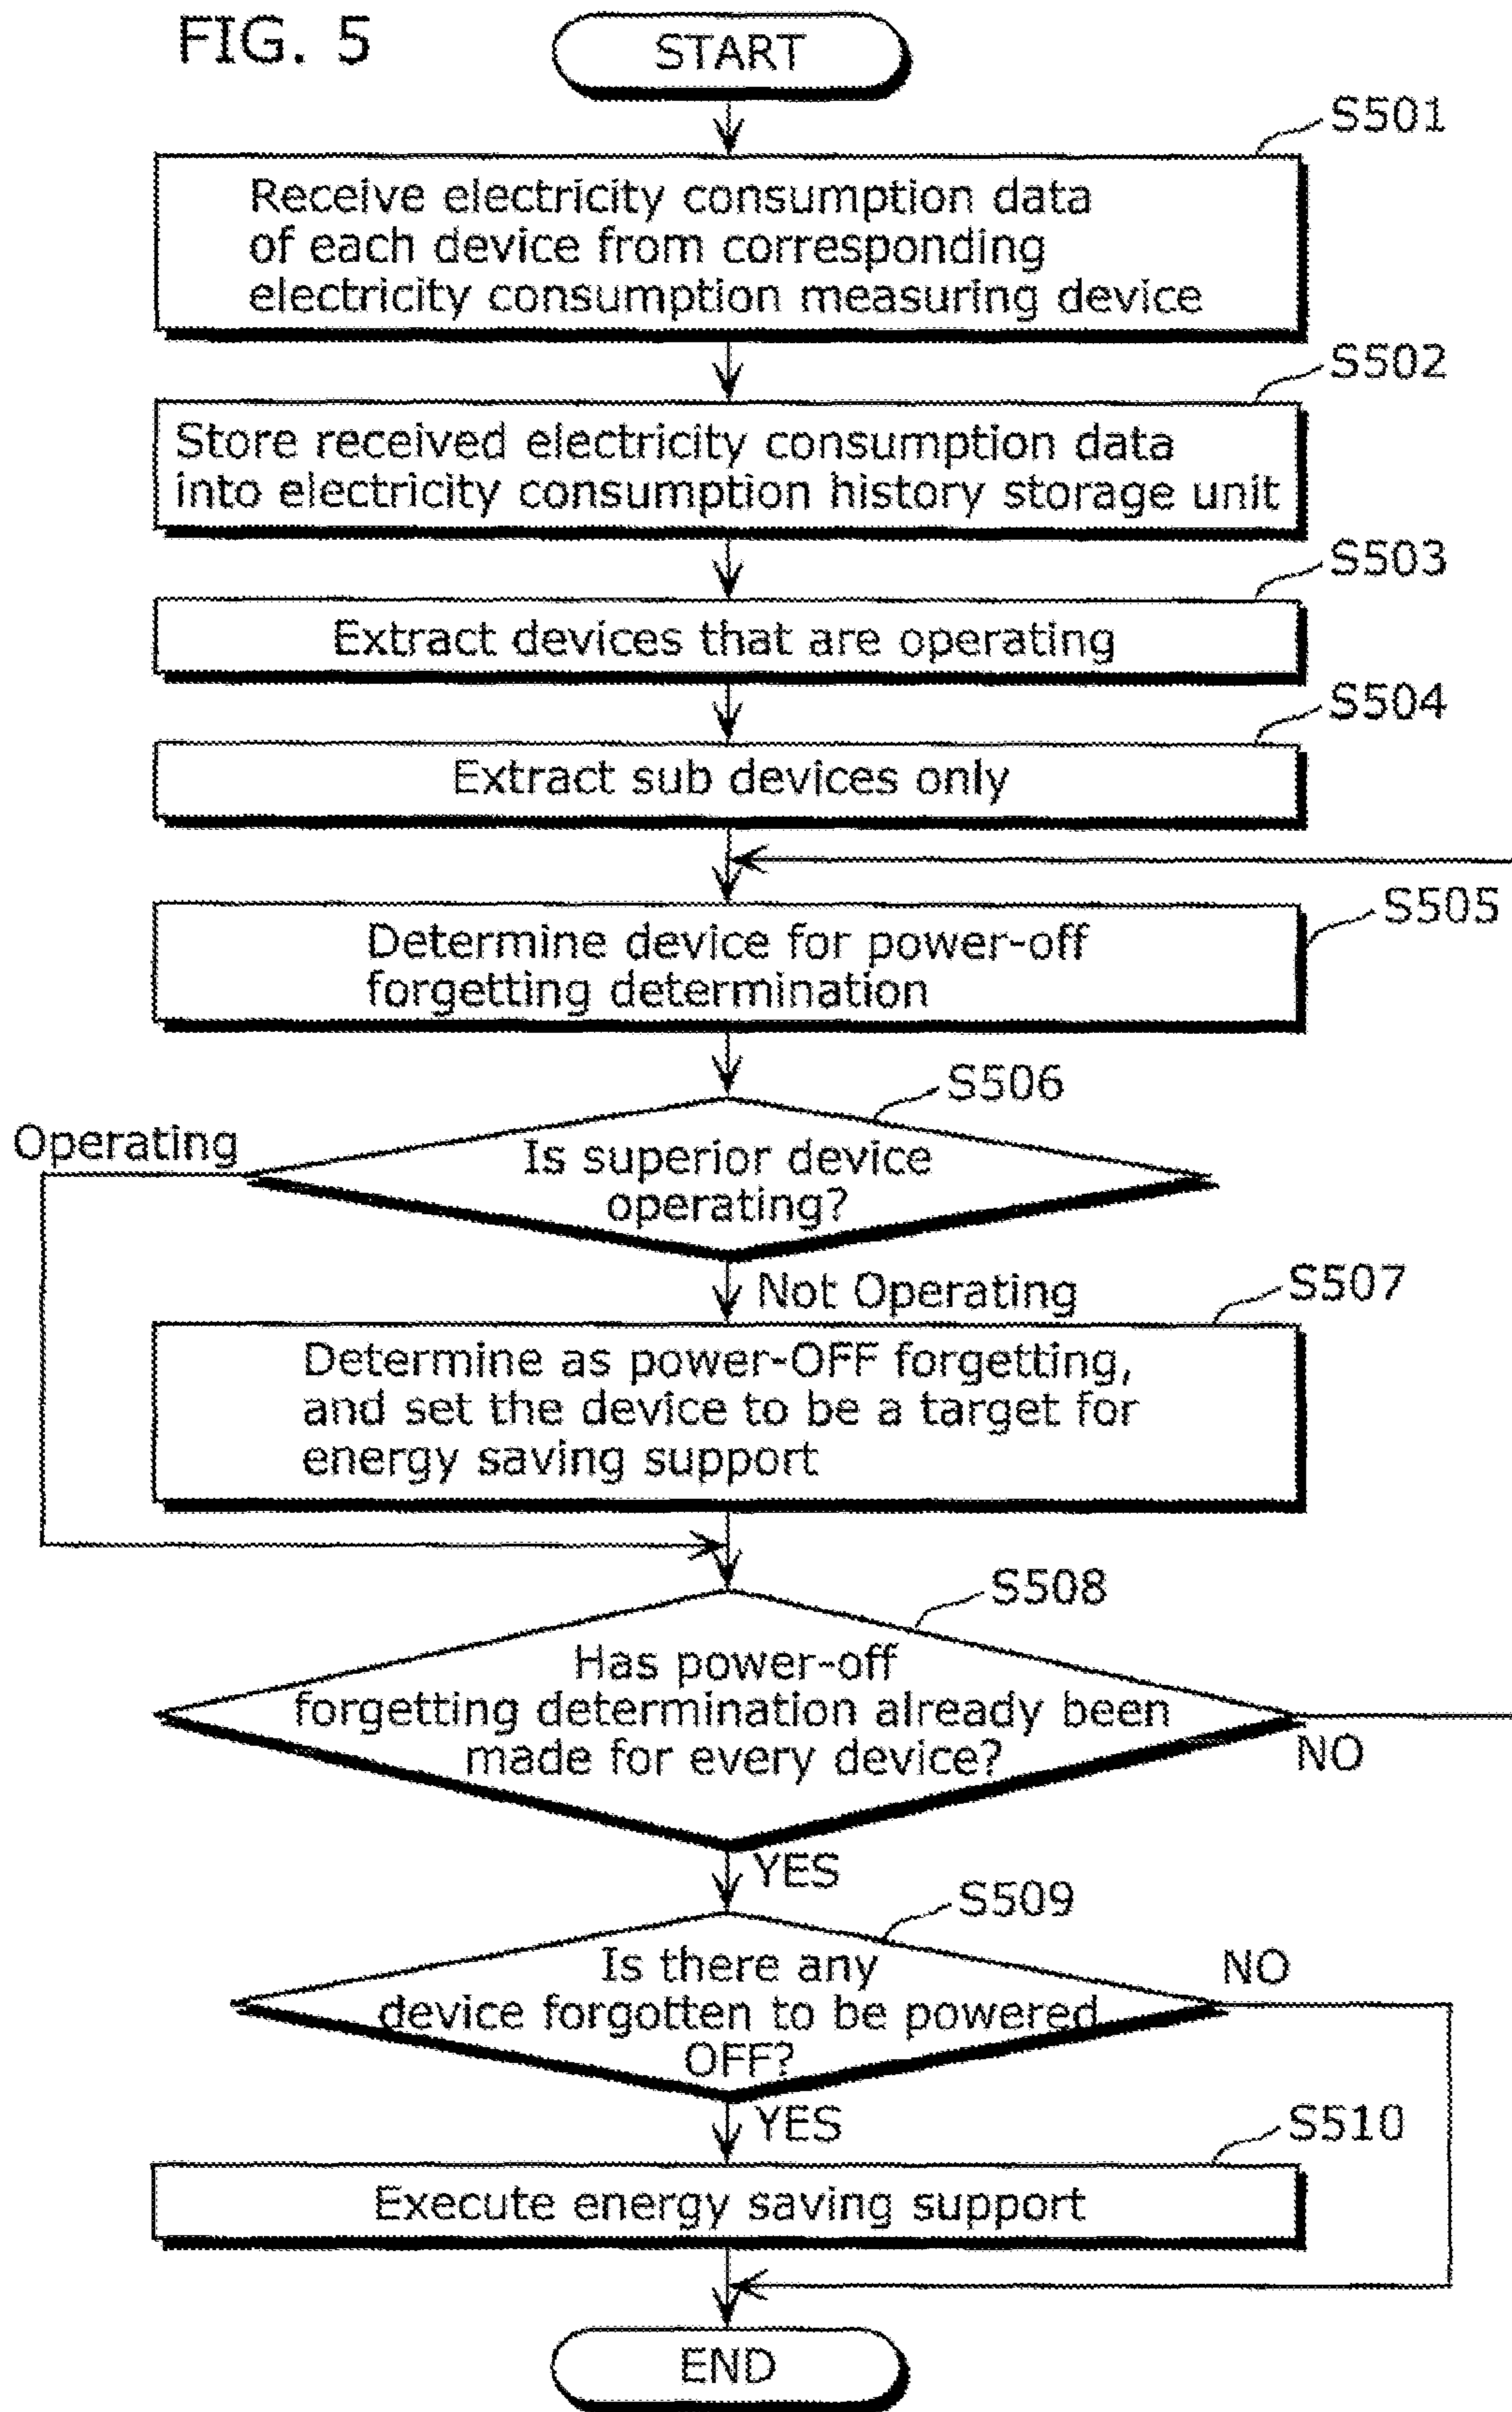 FIG. 5
START
S501
Receive electricity consumption data
of each device from corresponding
electricity consumption measuring device
S502
Store received electricity consumption data
into electricity consumption history storage unit
S503
Extract devices that are operating
S504
Extract sub devices only
S505
Determine device for power-off
forgetting determination
S506
Operating
Is superior device
operating?
Not Operating
S507
Determine as power-OFF forgetting,
and set the device to be a target for
energy saving support
S508
Has power-off
forgetting determination already been
made for every device?
NO
YES
S509
Is there any
device forgotten to be powered
OFF?
NO
YES
S510
Execute energy saving support
END